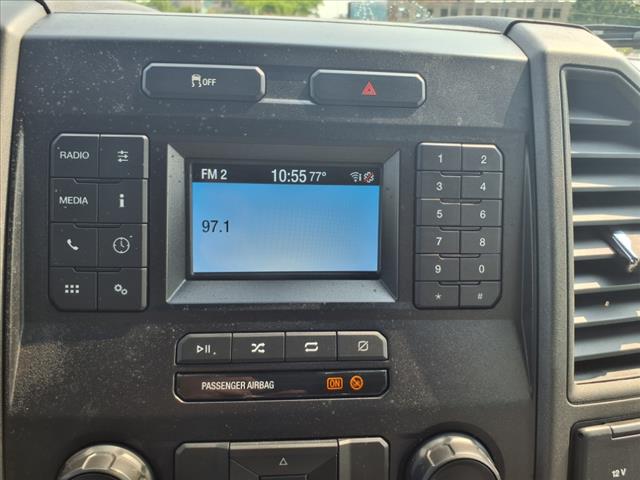 OFF
RADIO
MEDIA
FM 2 10:55 77°
97.1
1 2
3 4
5 6
7 8
9 0
* #
PASSENGER AIRBAG ON
12 V